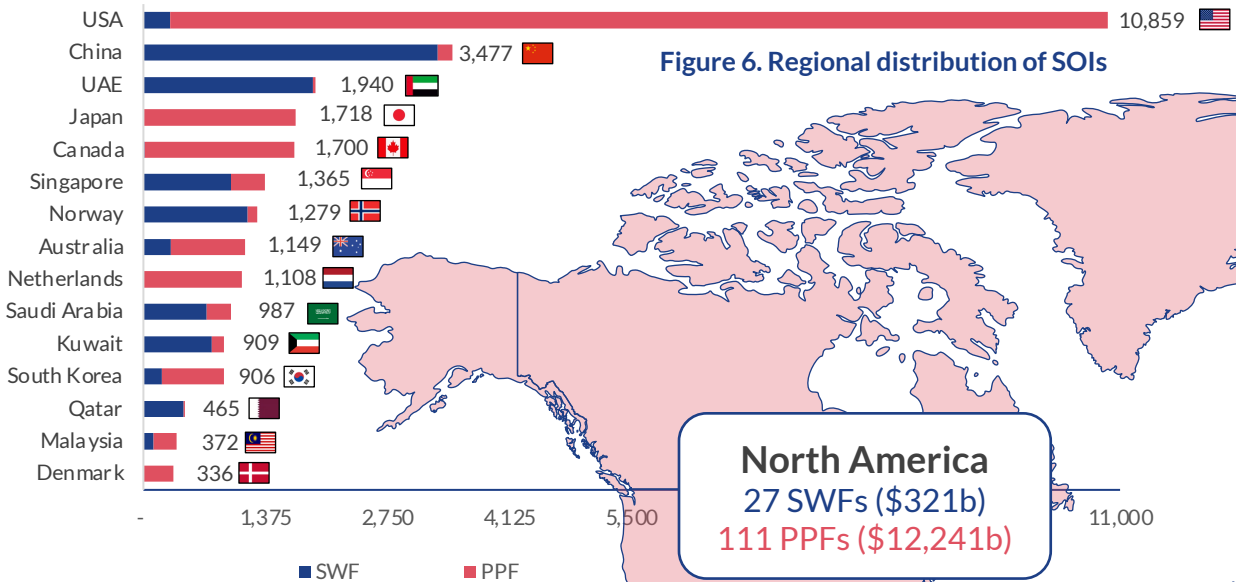 USA 10,859
China 3,477
Figure 6. Regional distribution of SOIs
UAE 1,940
Japan 1,718
Canada 1,700
Singapore 1,365
Norway 1,279
Australia 1,149
Netherlands 1,108
Saudi Arabia 987
Kuwait 909
South Korea 906
Qatar 465
Malaysia 372
Denmark 336
- 1,375 2,750 4,125 5,500 11,000
SWF PPF
North America
27 SWFs ($321b)
111 PPFs ($12,241b)